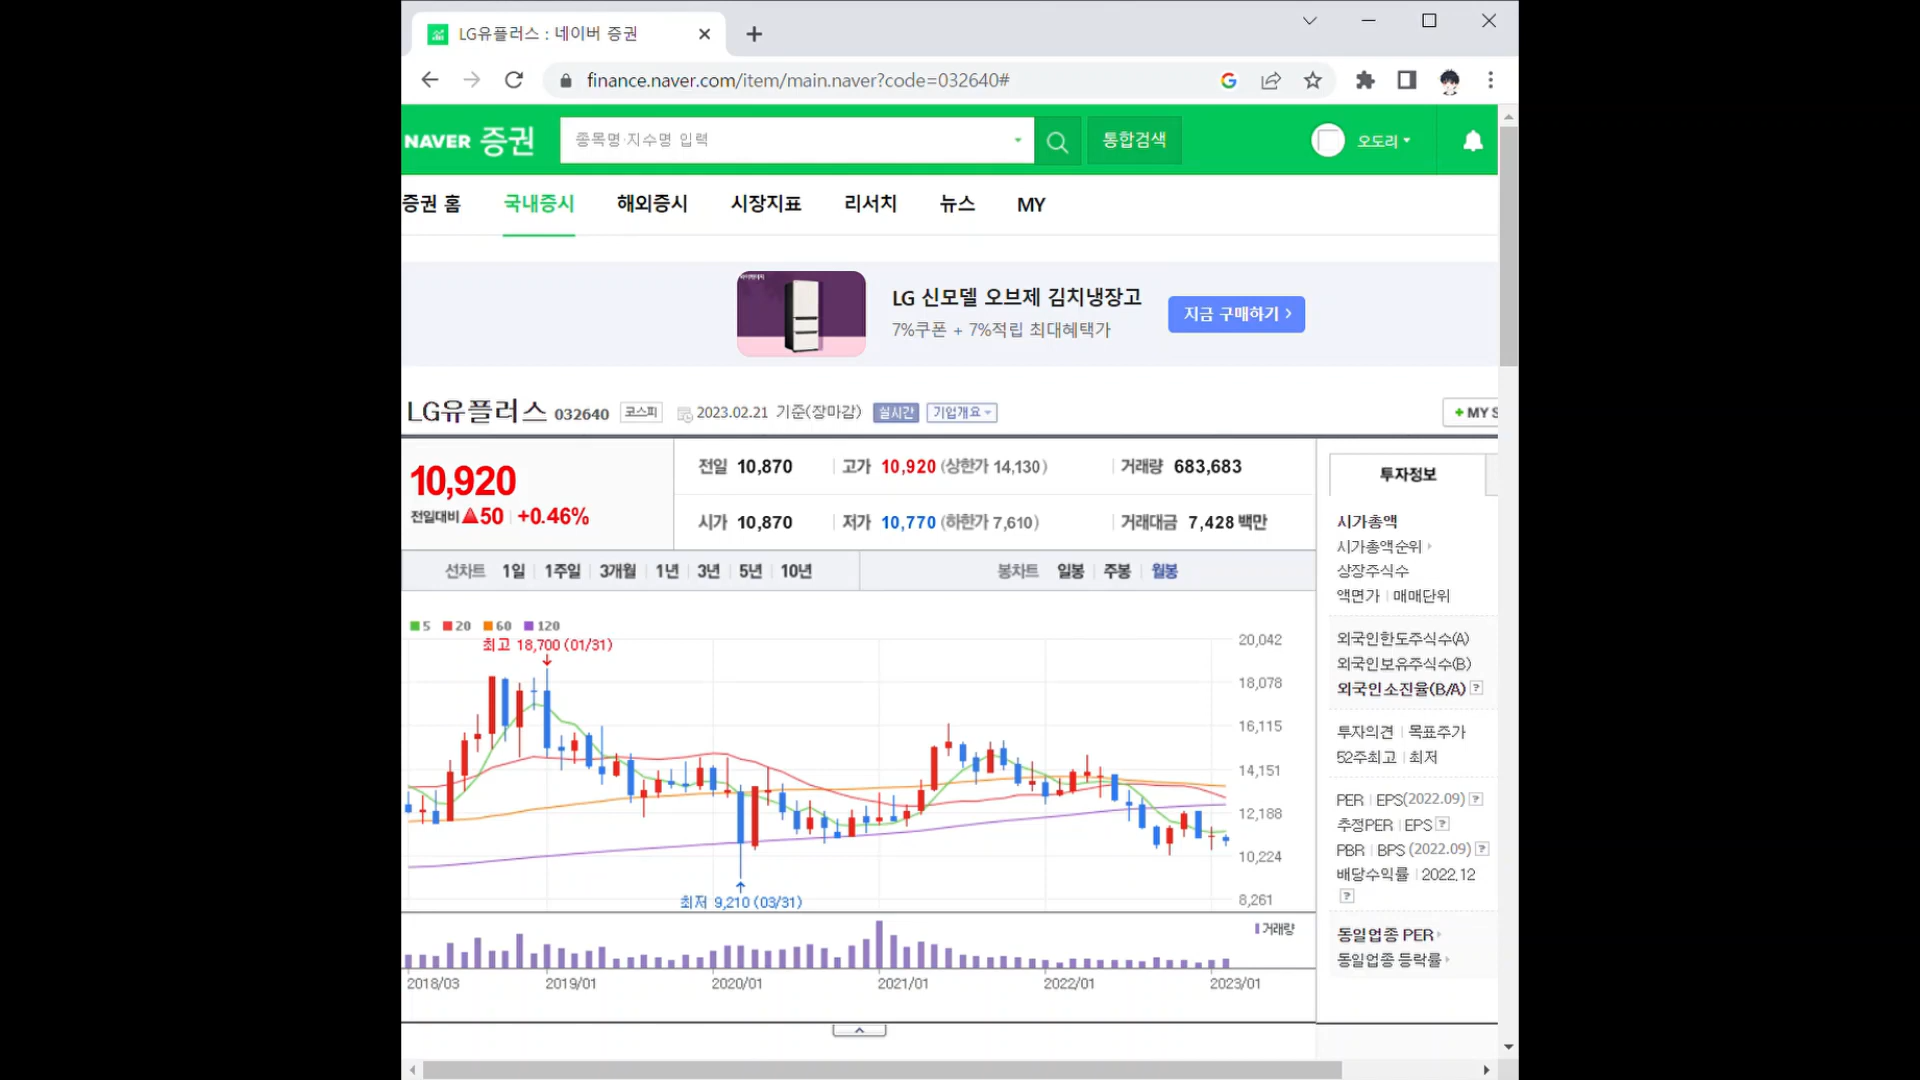 LG유플러스 : 네이버 증권
finance.naver.com/item/main.naver?code=032640#
NAVER 증권
종목명·지수명 입력
통합검색
오도리
증권 홈 국내증시 해외증시 시장지표 리서치 뉴스 MY
LG 신모델 오브제 김치냉장고
7%쿠폰 + 7%적립 최대혜택가
지금 구매하기 >
LG유플러스 032640 코스피 2023.02.21 기준(장마감) 실시간 기업개요
+ MY S
10,920
전일대비 ▲50 | +0.46%
전일 10,870 | 고가 10,920 (상한가 14,130) | 거래량 683,683
시가 10,870 | 저가 10,770 (하한가 7,610) | 거래대금 7,428 백만
선차트 1일 | 1주일 | 3개월 | 1년 | 3년 | 5년 | 10년
봉차트 일봉 | 주봉 | 월봉
5 20 60 120
최고 18,700 (01/31)
20,042
18,078
16,115
14,151
12,188
10,224
8,261
최저 9,210 (03/31)
거래량
2018/03 2019/01 2020/01 2021/01 2022/01 2023/01
투자정보
시가총액
시가총액순위
상장주식수
액면가 | 매매단위
외국인한도주식수(A)
외국인보유주식수(B)
외국인소진율(B/A) ?
투자의견 | 목표주가
52주최고 | 최저
PER | EPS(2022.09) ?
추정PER | EPS ?
PBR | BPS (2022.09) ?
배당수익률 | 2022.12
?
동일업종 PER
동일업종 등락률